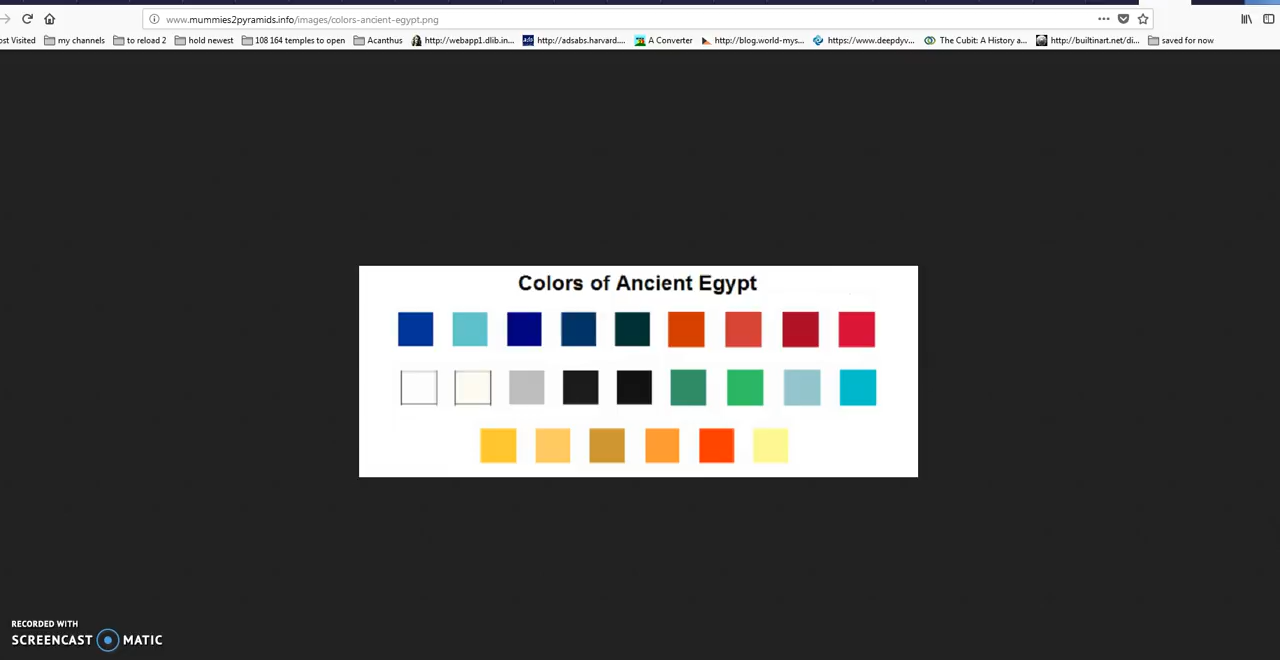 www.mummies2pyramids.info/images/colors-ancient-egypt.png
ost Visited my channels to reload 2 hold newest 108 164 temples to open Acanthus http://webapp1.dlib.in... http://adsabs.harvard.... A Converter http://blog.world-mys... https://www.deepdyv... The Cubit: A History a... http://builtinart.net/di... saved for now
Colors of Ancient Egypt
RECORDED WITH
SCREENCAST MATIC